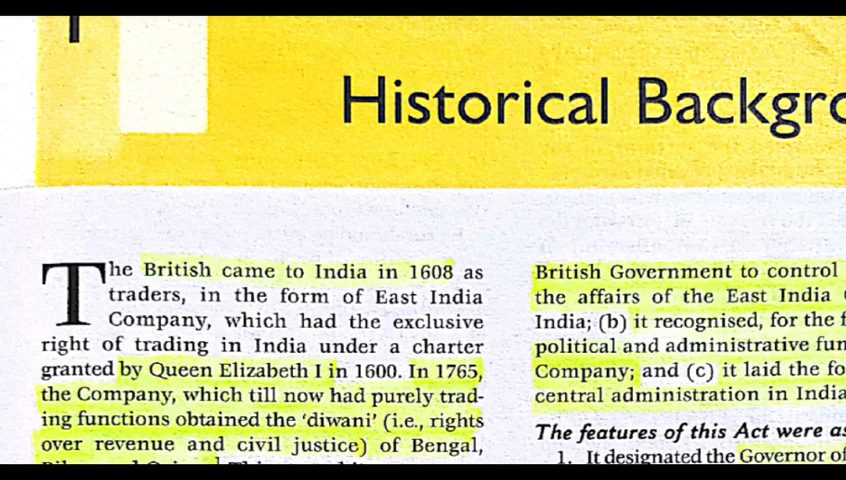 Historical
The British came to India in 1608 as
traders, in the form of East India
Company, which had the exclusive
right of trading in India under a charter
granted by Queen Elizabeth I in 1600. In 1765,
the Company, which till now had purely trad-
ing functions obtained the 'diwani' (i.e., rights
over revenue and civil justice) of Bengal,
British Government to control
the affairs of the East India
India; (b) it recognised, for the
political and administrative
Company; and (c) it laid the
central administration in India
The features of this Act were
1. It designated the Governor of